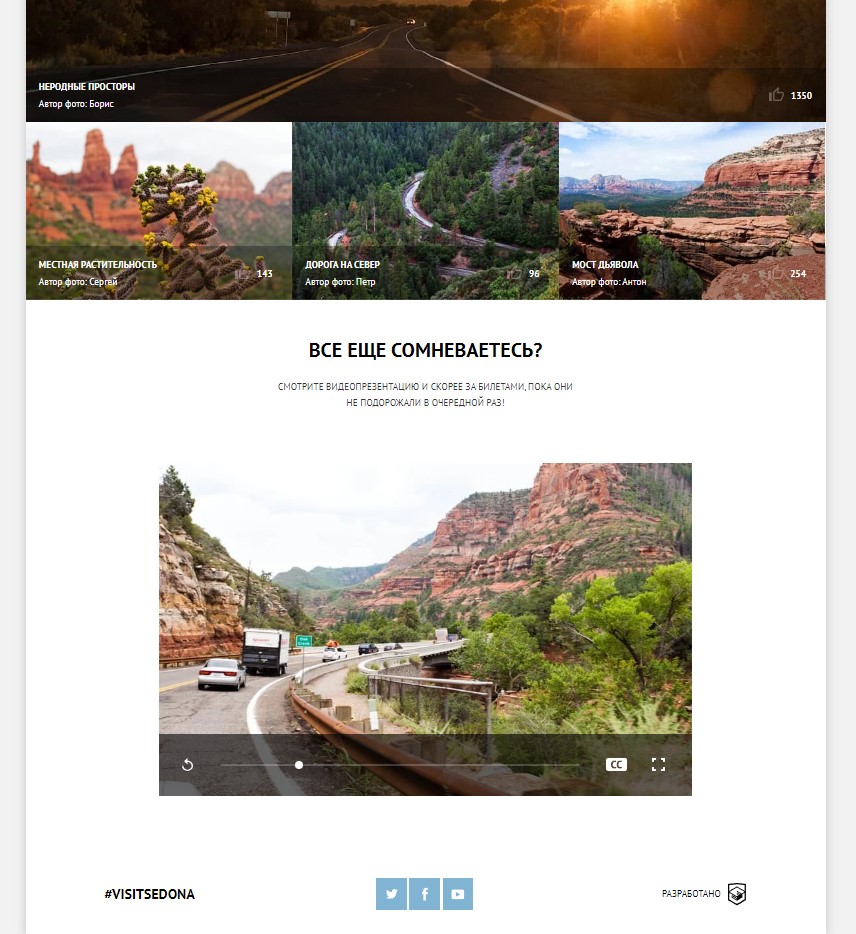 НЕРОДНЫЕ ПРОСТОРЫ
Автор фото: Борис
1350
МЕСТНАЯ РАСТИТЕЛЬНОСТЬ
Автор фото: Сергей
143
ДОРОГА НА СЕВЕР
Автор фото: Петр
96
МОСТ ДЬЯВОЛА
Автор фото: Антон
254
ВСЕ ЕЩЕ СОМНЕВАЕТЕСЬ?
СМОТРИТЕ ВИДЕОПРЕЗЕНТАЦИЮ И СКОРЕЕ ЗА БИЛЕТАМИ, ПОКА ОНИ
НЕ ПОДОРОЖАЛИ В ОЧЕРЕДНОЙ РАЗ!
CC
#VISITSEDONA
РАЗРАБОТАНО